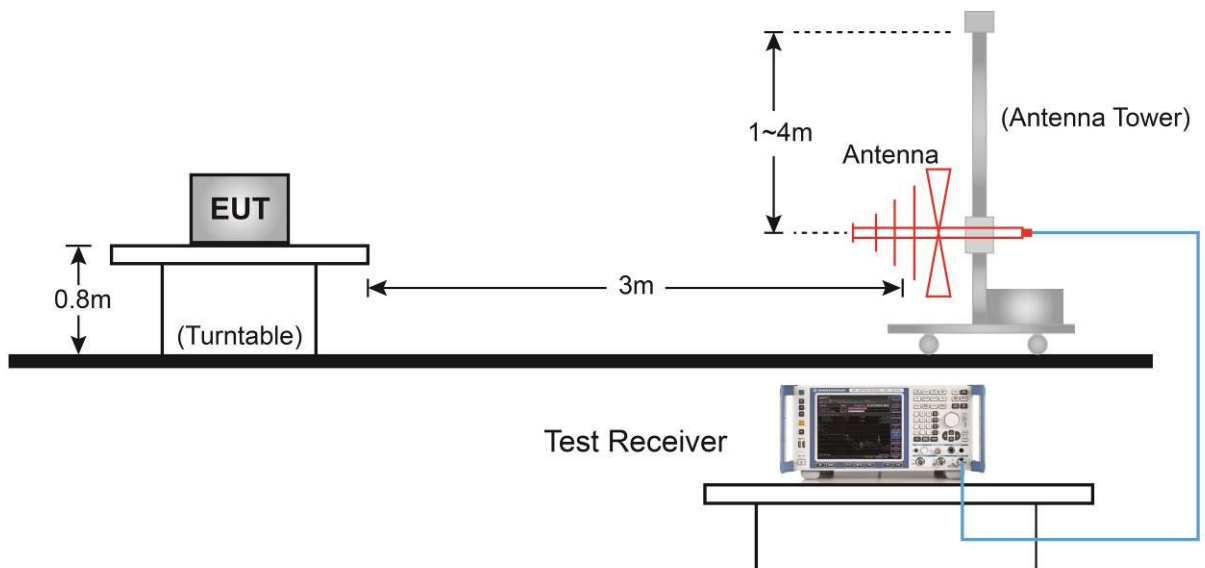 1~4m
(Antenna Tower)
Antenna
EUT
0.8m
3m
(Turntable)
Test Receiver